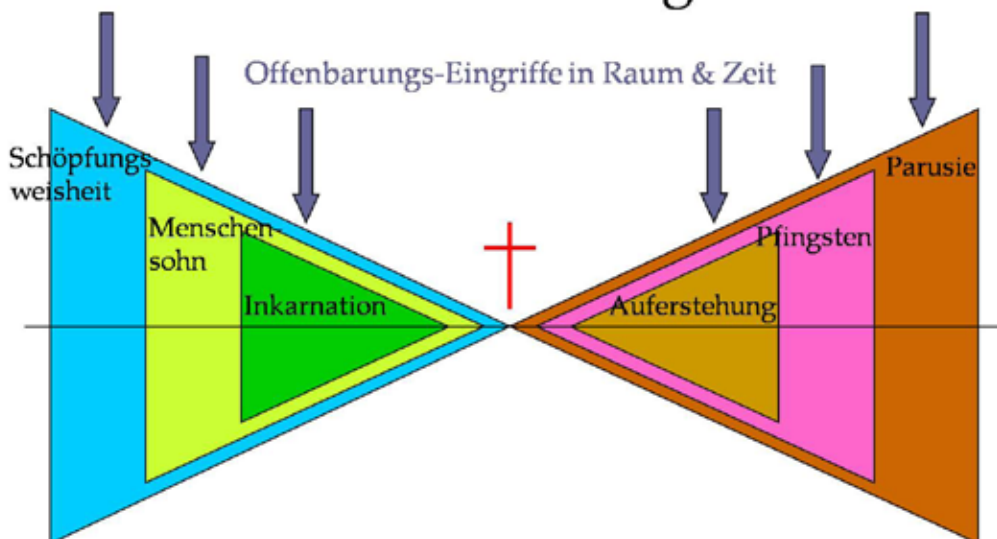 Offenbarungs-Eingriffe in Raum & Zeit
Schöpfungs-
weisheit
Menschen-
sohn
Inkarnation
Auferstehung
Pfingsten
Parusie